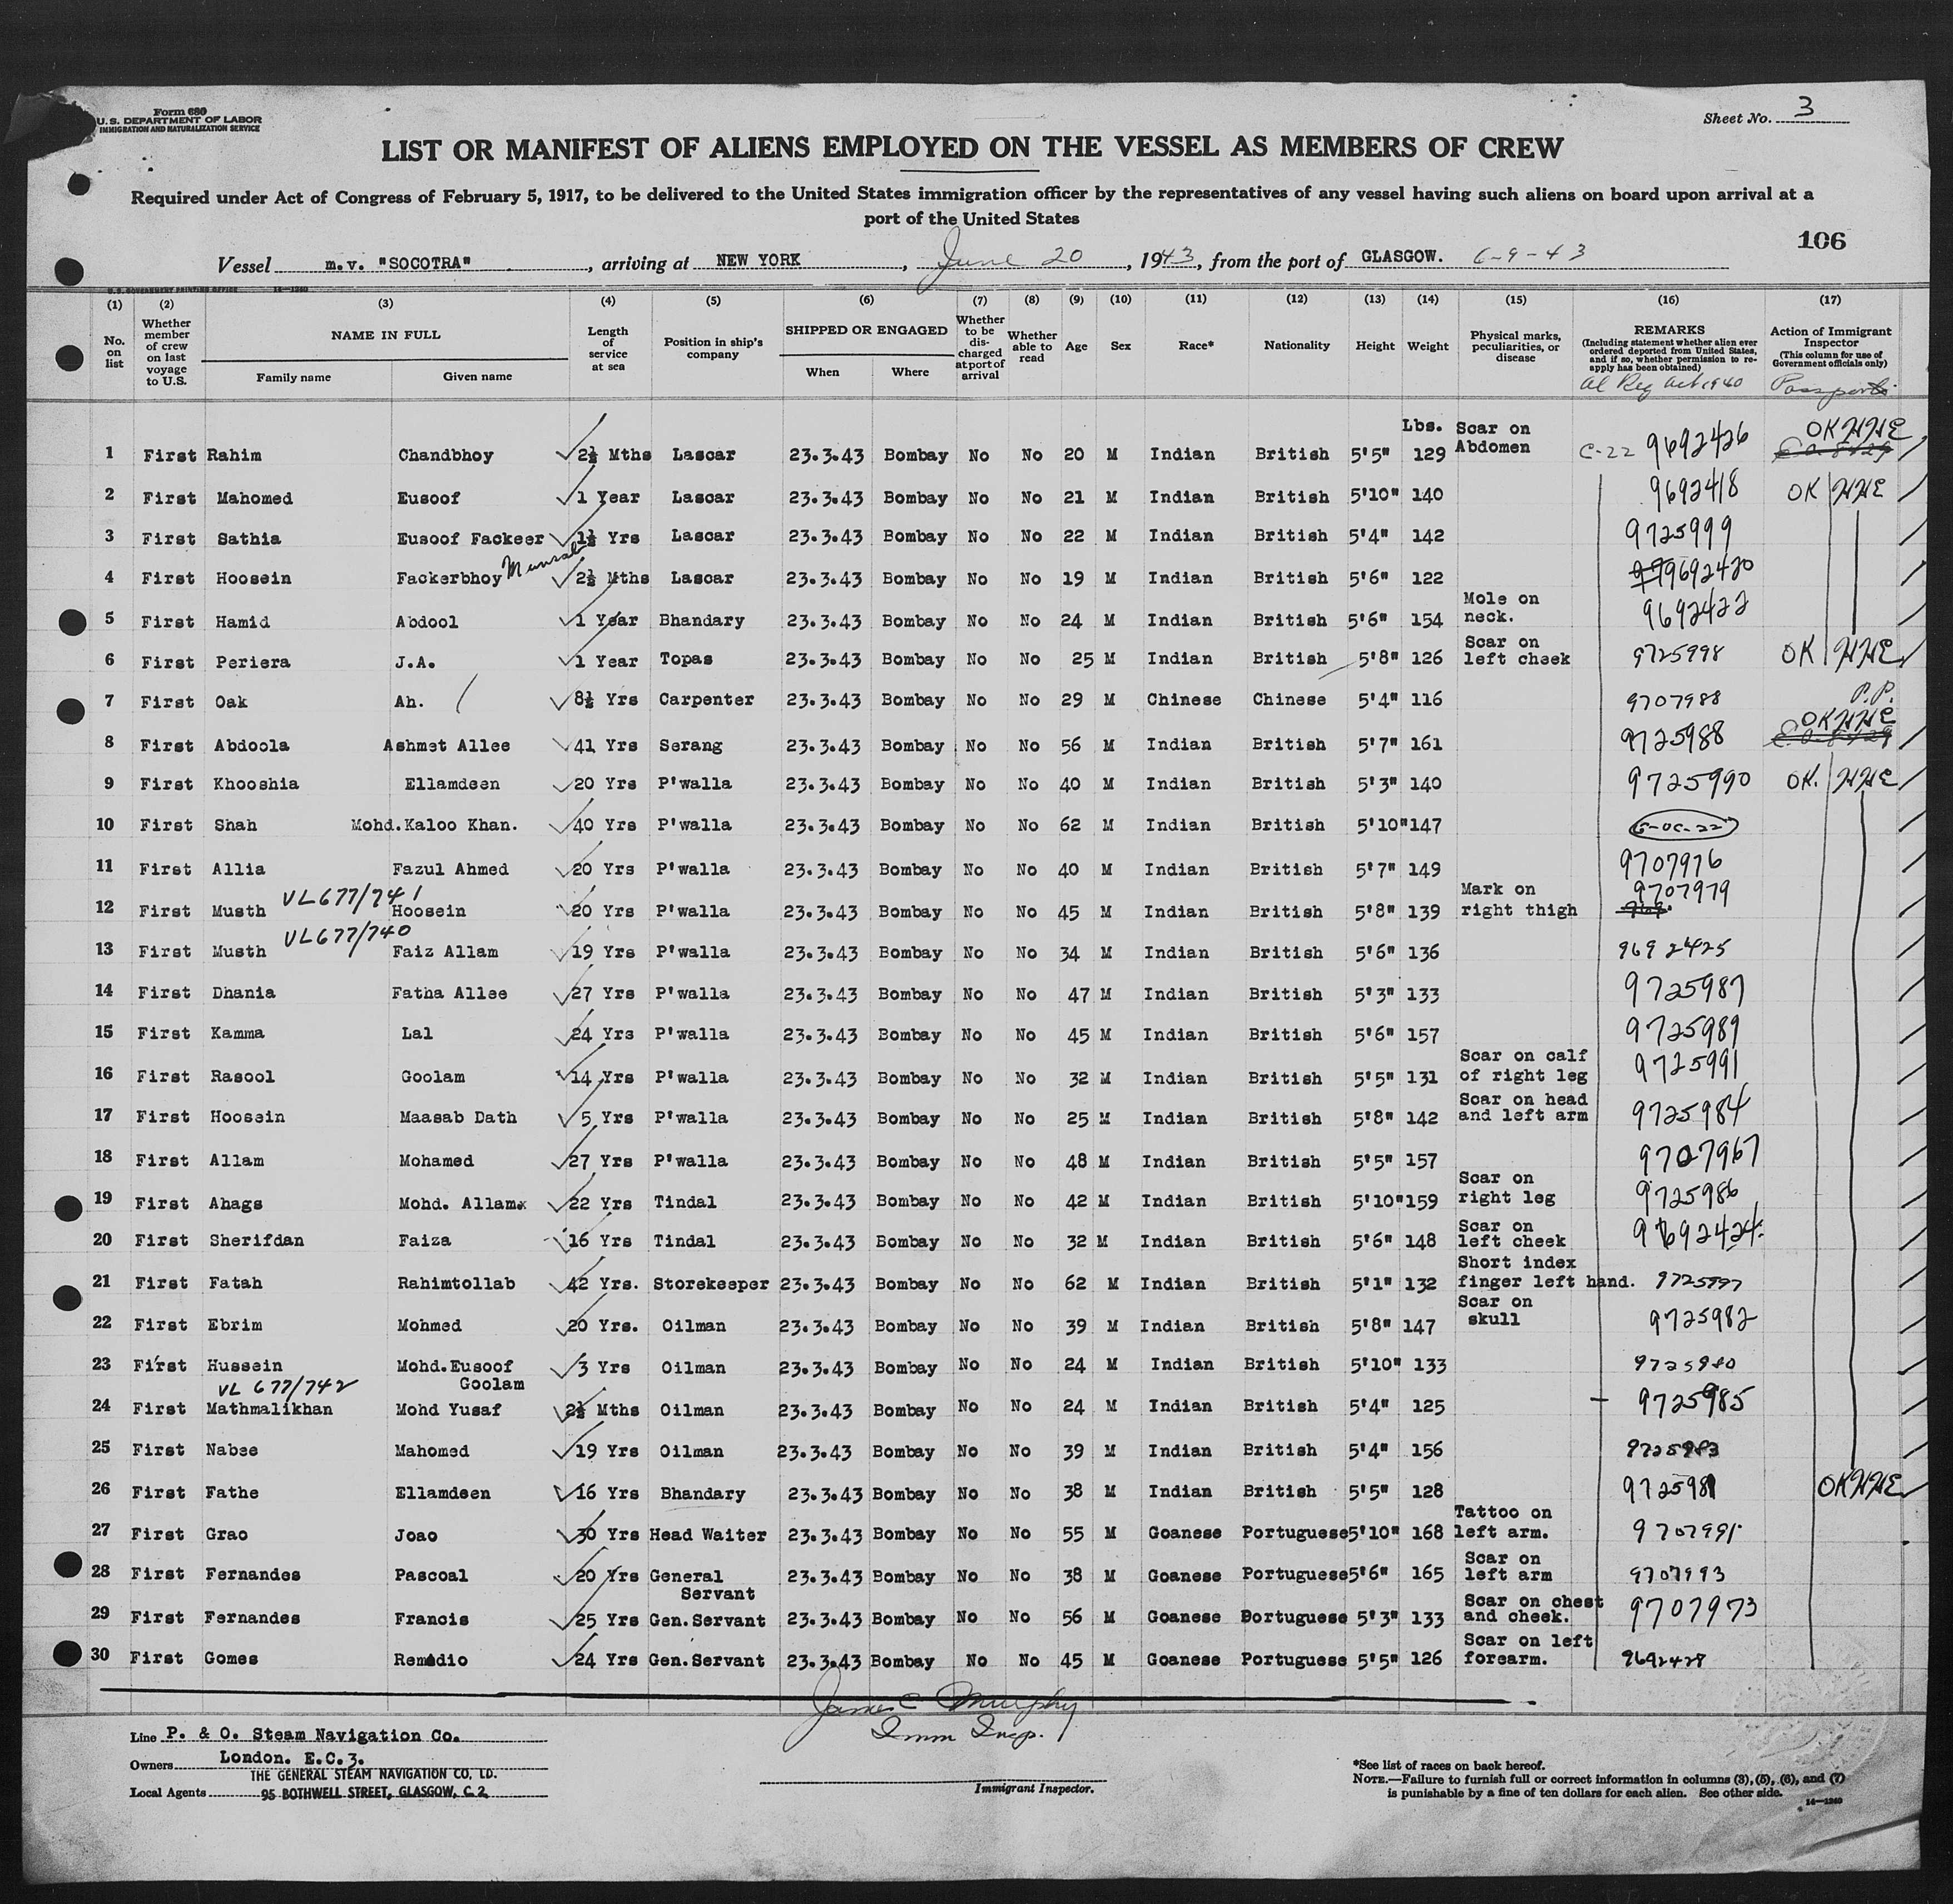 Form 680
U. S. DEPARTMENT OF LABOR
IMMIGRATION AND NATURALIZATION SERVICE
Sheet No. 3
LIST OR MANIFEST OF ALIENS EMPLOYED ON THE VESSEL AS MEMBERS OF CREW
Required under Act of Congress of February 5, 1917, to be delivered to the United States immigration officer by the representatives of any vessel having such aliens on board upon arrival at a
port of the United States
106
Vessel m.v. "SOCOTRA", arriving at NEW YORK, June 20, 1943, from the port of GLASGOW. 6-9-43
(1) (2) (3) (4) (5) (6) (7) (8) (9) (10) (11) (12) (13) (14) (15) (16) (17)
No. on list
Whether member of crew on last voyage to U.S.
NAME IN FULL
Family name Given name
Length of service at sea
Position in ship's company
SHIPPED OR ENGAGED
When Where
Whether to be discharged at port of arrival
Whether able to read
Age
Sex
Race*
Nationality
Height
Weight
Physical marks, peculiarities, or disease
REMARKS
(Including statement whether alien ever ordered deported from United States, and if so, whether permission to reapply has been obtained)
Al Reg Act 1940
Action of Immigrant Inspector
(This column for use of Government officials only)
Passports
1 First Rahim Chandbhoy 2½ Mths Lascar 23.3.43 Bombay No No 20 M Indian British 5'5" Lbs. 129 Scar on Abdomen C-22 9692426 OK HHE
2 First Mahomed Eusoof 1 Year Lascar 23.3.43 Bombay No No 21 M Indian British 5'10" 140 9692418 OK HHE
3 First Sathia Eusoof Fackeer 1½ Yrs Lascar 23.3.43 Bombay No No 22 M Indian British 5'4" 142 9725999
4 First Hoosein Fackerbhoy 2½ Mths Lascar 23.3.43 Bombay No No 19 M Indian British 5'6" 122 9692420
5 First Hamid Abdool 1 Year Bhandary 23.3.43 Bombay No No 24 M Indian British 5'6" 154 Mole on neck. 9692422
6 First Periera J.A. 1 Year Topas 23.3.43 Bombay No No 25 M Indian British 5'8" 126 Scar on left cheek 9725998 OK HHE
7 First Oak Ah. 8½ Yrs Carpenter 23.3.43 Bombay No No 29 M Chinese Chinese 5'4" 116 9707988 P.P.
8 First Abdoola Ashmet Allee 41 Yrs Serang 23.3.43 Bombay No No 56 M Indian British 5'7" 161 9725988 OK HHE
9 First Khooshia Ellamdeen 20 Yrs P'walla 23.3.43 Bombay No No 40 M Indian British 5'3" 140 9725990 OK. HHE
10 First Shah Mohd.Kaloo Khan. 40 Yrs P'walla 23.3.43 Bombay No No 62 M Indian British 5'10" 147
11 First Allia Fazul Ahmed 20 Yrs P'walla 23.3.43 Bombay No No 40 M Indian British 5'7" 149 9707976
VL677/741
12 First Musth Hoosein 20 Yrs P'walla 23.3.43 Bombay No No 45 M Indian British 5'8" 139 Mark on right thigh 9707979
VL677/740
13 First Musth Faiz Allam 19 Yrs P'walla 23.3.43 Bombay No No 34 M Indian British 5'6" 136 9692425
14 First Dhania Fatha Allee 27 Yrs P'walla 23.3.43 Bombay No No 47 M Indian British 5'3" 133 9725987
15 First Kamma Lal 24 Yrs P'walla 23.3.43 Bombay No No 45 M Indian British 5'6" 157 9725989
16 First Rasool Goolam 14 Yrs P'walla 23.3.43 Bombay No No 32 M Indian British 5'5" 131 Scar on calf of right leg 9725991
17 First Hoosein Maasab Dath 5 Yrs P'walla 23.3.43 Bombay No No 25 M Indian British 5'8" 142 Scar on head and left arm 9725984
18 First Allam Mohamed 27 Yrs P'walla 23.3.43 Bombay No No 48 M Indian British 5'5" 157 9707967
19 First Ahags Mohd. Allamx 22 Yrs Tindal 23.3.43 Bombay No No 42 M Indian British 5'10" 159 Scar on right leg 9725986
20 First Sherifdan Faiza 16 Yrs Tindal 23.3.43 Bombay No No 32 M Indian British 5'6" 148 Scar on left cheek 9692424
21 First Fatah Rahimtollab 42 Yrs. Storekeeper 23.3.43 Bombay No No 62 M Indian British 5'1" 132 Short index finger left hand. 9725997
22 First Ebrim Mohmed 20 Yrs. Oilman 23.3.43 Bombay No No 39 M Indian British 5'8" 147 Scar on skull 9725982
23 First Hussein Mohd.Eusoof Goolam 3 Yrs Oilman 23.3.43 Bombay No No 24 M Indian British 5'10" 133 9725980
VL 677/742
24 First Mathmalikhan Mohd Yusaf 2½ Mths Oilman 23.3.43 Bombay No No 24 M Indian British 5'4" 125 9725985
25 First Nabee Mahomed 19 Yrs Oilman 23.3.43 Bombay No No 39 M Indian British 5'4" 156 9725983
26 First Fathe Ellamdeen 16 Yrs Bhandary 23.3.43 Bombay No No 38 M Indian British 5'5" 128 9725981 OK HHE
27 First Grao Joao 30 Yrs Head Waiter 23.3.43 Bombay No No 55 M Goanese Portuguese 5'10" 168 Tattoo on left arm. 9707991
28 First Fernandes Pascoal 20 Yrs General Servant 23.3.43 Bombay No No 38 M Goanese Portuguese 5'6" 165 Scar on left arm 9707993
29 First Fernandes Francis 25 Yrs Gen.Servant 23.3.43 Bombay No No 56 M Goanese Portuguese 5'3" 133 Scar on chest and cheek. 9707973
30 First Gomes Remedio 24 Yrs Gen.Servant 23.3.43 Bombay No No 45 M Goanese Portuguese 5'5" 126 Scar on left forearm. 9692428
James C Murphy
Imm Insp.
Immigrant Inspector.
Line P. & O. Steam Navigation Co.
Owners London. E.C.3.
THE GENERAL STEAM NAVIGATION CO, LD.
Local Agents 95 BOTHWELL STREET, GLASGOW, C. 2
*See list of races on back hereof.
NOTE.—Failure to furnish full or correct information in columns (3), (5), (6), and (7)
is punishable by a fine of ten dollars for each alien. See other side.
14—1240